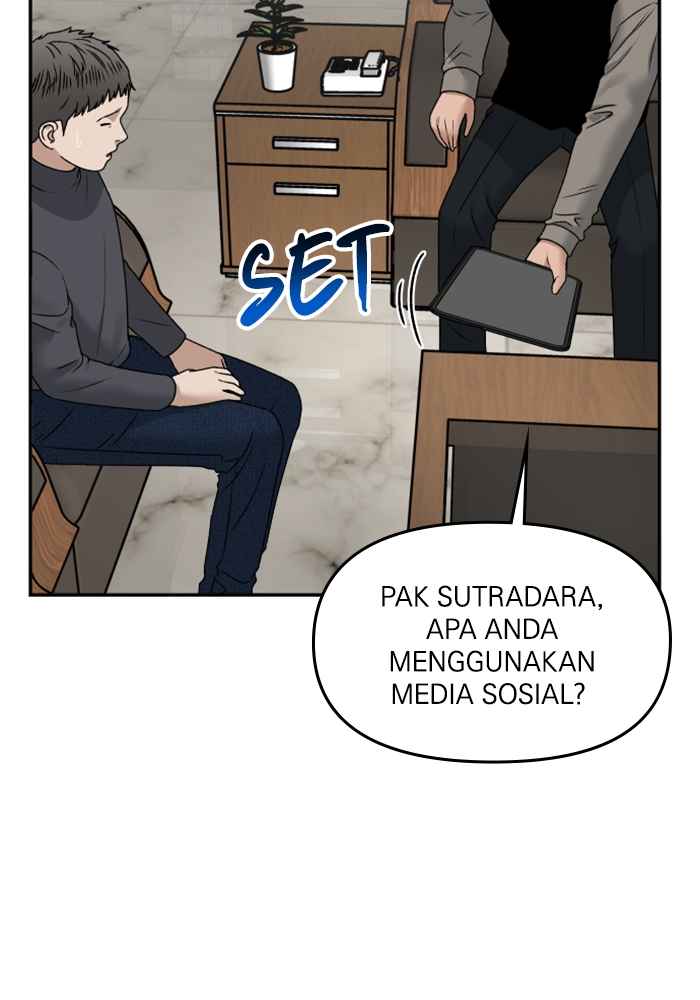 SET
PAK SUTRADARA,
APA ANDA
MENGGUNAKAN
MEDIA SOSIAL?